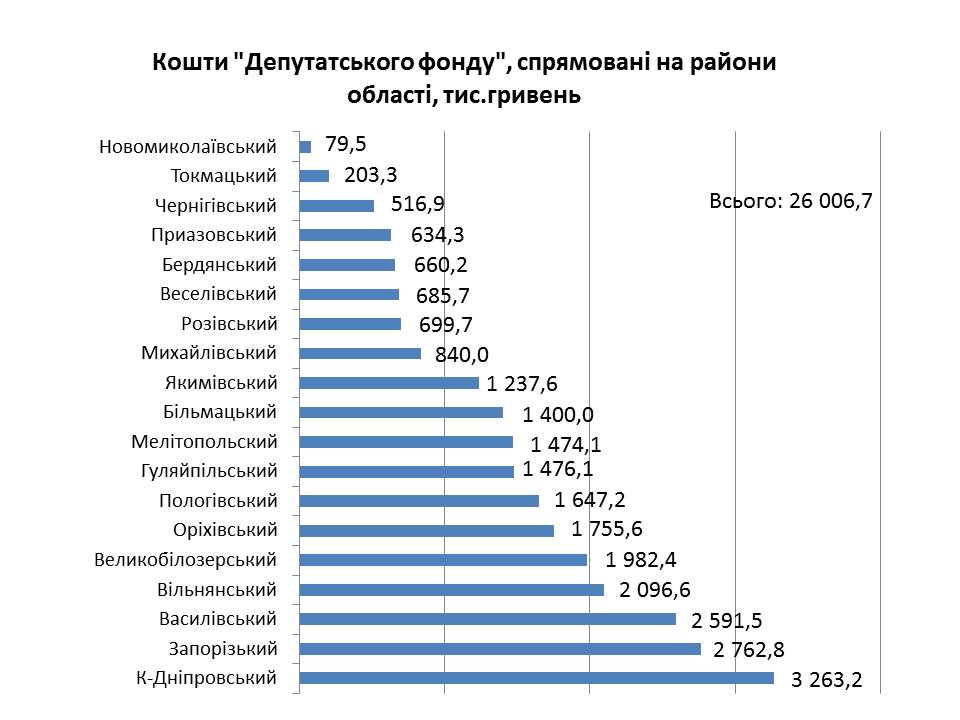 Кошти "Депутатського фонду", спрямовані на райони
області, тис.гривень
Новомиколаївський 79,5
Токмацький 203,3
Чернігівський 516,9
Всього: 26 006,7
Приазовський 634,3
Бердянський 660,2
Веселівський 685,7
Розівський 699,7
Михайлівський 840,0
Якимівський 1 237,6
Більмацький 1 400,0
Мелітопольский 1 474,1
Гуляйпільський 1 476,1
Пологівський 1 647,2
Оріхівський 1 755,6
Великобілозерський 1 982,4
Вільнянський 2 096,6
Василівський 2 591,5
Запорізький 2 762,8
К-Дніпровський 3 263,2